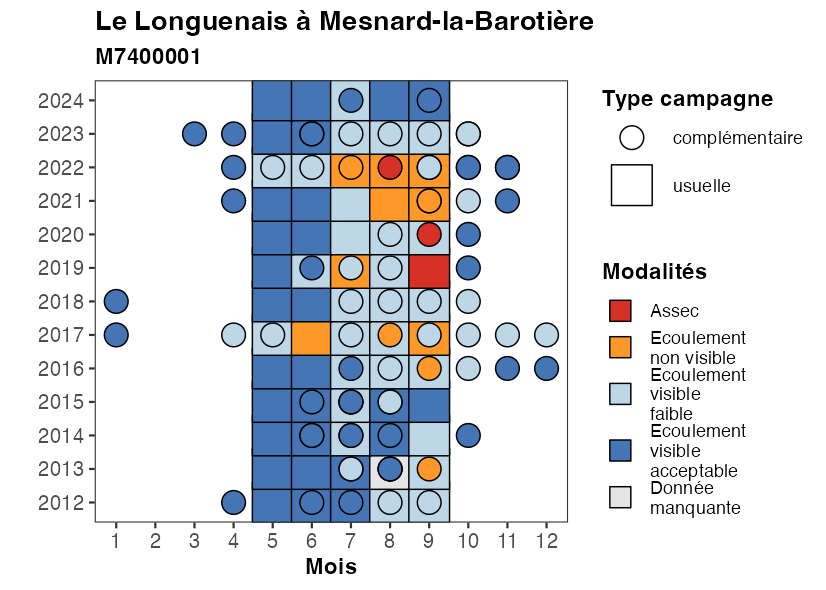 Le Longuenais à Mesnard-la-Barotière
M7400001
2024
2023
2022
2021
2020
2019
2018
2017
2016
2015
2014
2013
2012
1 2 3 4 5 6 7 8 9 10 11 12
Mois
Type campagne
complémentaire
usuelle
Modalités
Assec
Ecoulement
non visible
Ecoulement
visible
faible
Ecoulement
visible
acceptable
Donnée
manquante